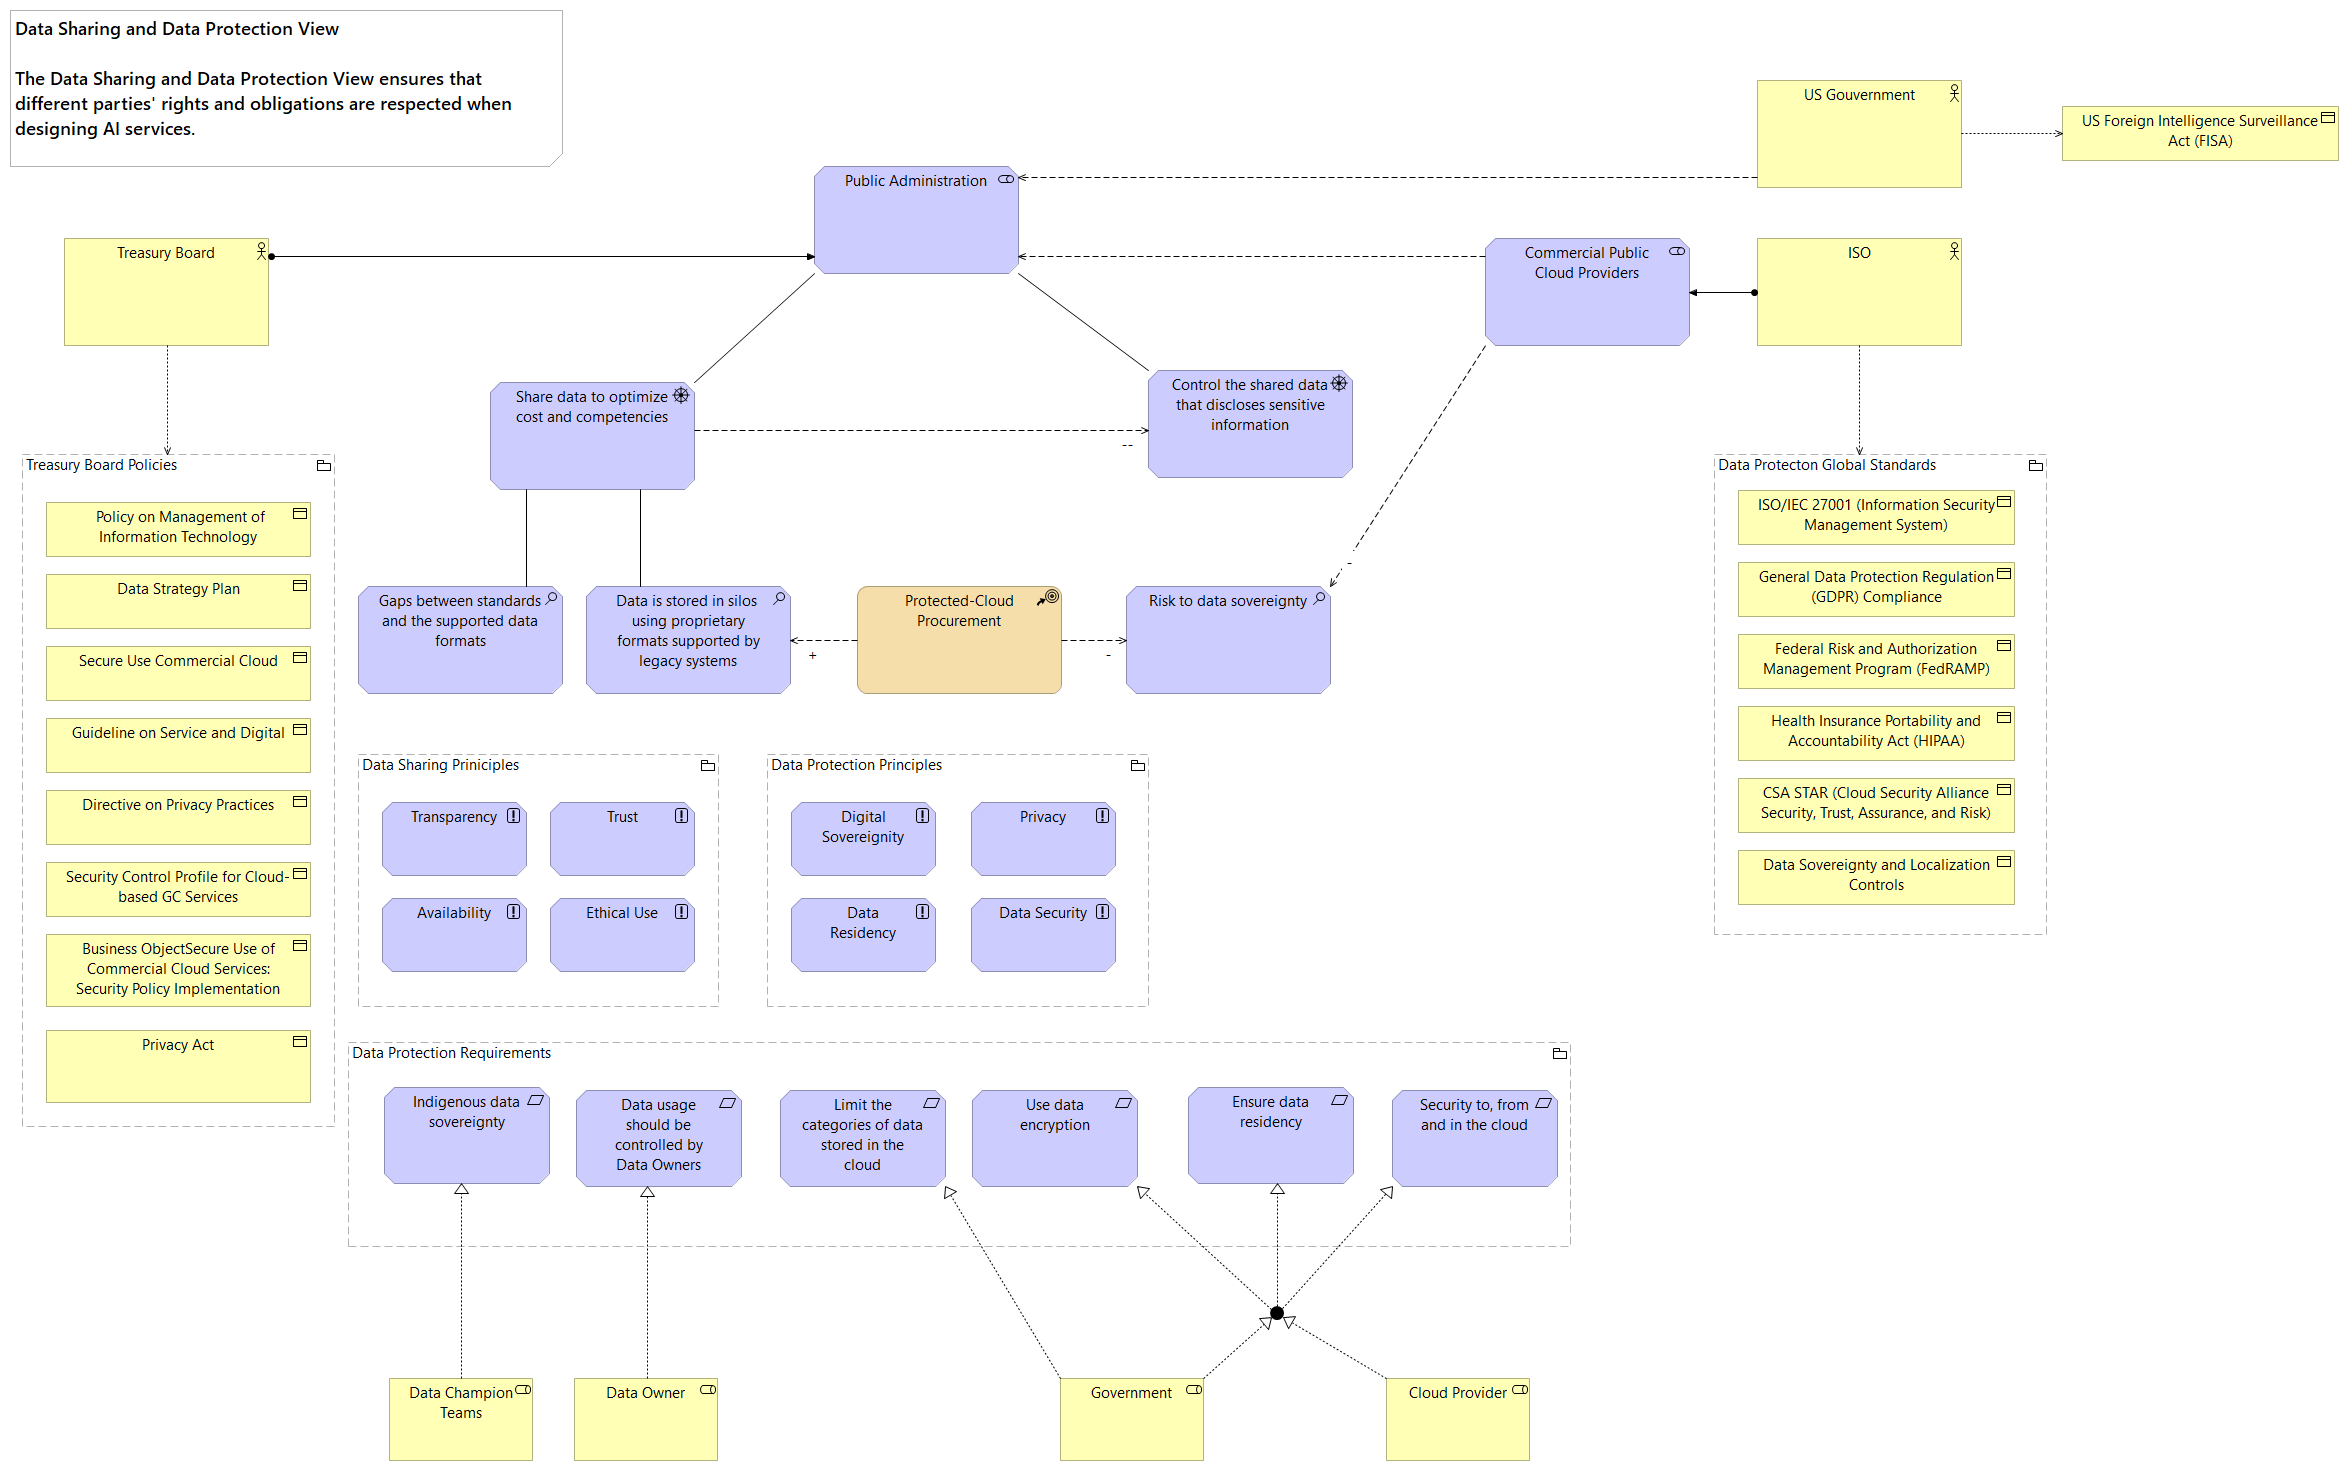 Data Sharing and Data Protection View
The Data Sharing and Data Protection View ensures that
different parties' rights and obligations are respected when
designing AI services.
US Gouvernment
US Foreign Intelligence Surveillance
Act (FISA)
Public Administration
Treasury Board
Commercial Public
Cloud Providers
ISO
Share data to optimize
cost and competencies
Control the shared data
that discloses sensitive
information
--
Treasury Board Policies
Policy on Management of
Information Technology
Data Strategy Plan
Secure Use Commercial Cloud
Guideline on Service and Digital
Directive on Privacy Practices
Security Control Profile for Cloud-
based GC Services
Business ObjectSecure Use of
Commercial Cloud Services:
Security Policy Implementation
Privacy Act
Gaps between standards
and the supported data
formats
Data is stored in silos
using proprietary
formats supported by
legacy systems
+
Protected-Cloud
Procurement
-
Risk to data sovereignty
-
Data Protecton Global Standards
ISO/IEC 27001 (Information Security
Management System)
General Data Protection Regulation
(GDPR) Compliance
Federal Risk and Authorization
Management Program (FedRAMP)
Health Insurance Portability and
Accountability Act (HIPAA)
CSA STAR (Cloud Security Alliance
Security, Trust, Assurance, and Risk)
Data Sovereignty and Localization
Controls
Data Sharing Priniciples
Transparency
Trust
Availability
Ethical Use
Data Protection Principles
Digital
Sovereignity
Privacy
Data
Residency
Data Security
Data Protection Requirements
Indigenous data
sovereignty
Data usage
should be
controlled by
Data Owners
Limit the
categories of data
stored in the
cloud
Use data
encryption
Ensure data
residency
Security to, from
and in the cloud
Data Champion
Teams
Data Owner
Government
Cloud Provider